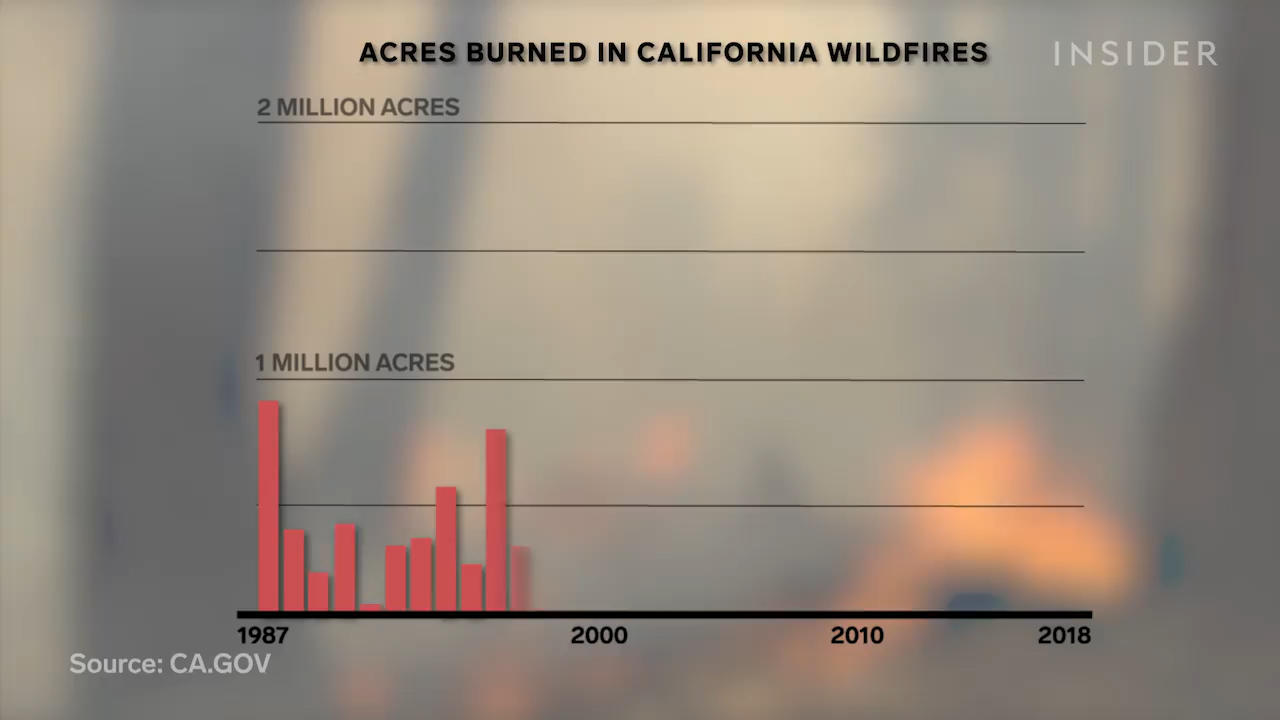 ACRES BURNED IN CALIFORNIA WILDFIRES
INSIDER
2 MILLION ACRES
1 MILLION ACRES
1987 2000 2010 2018
Source: CA.GOV